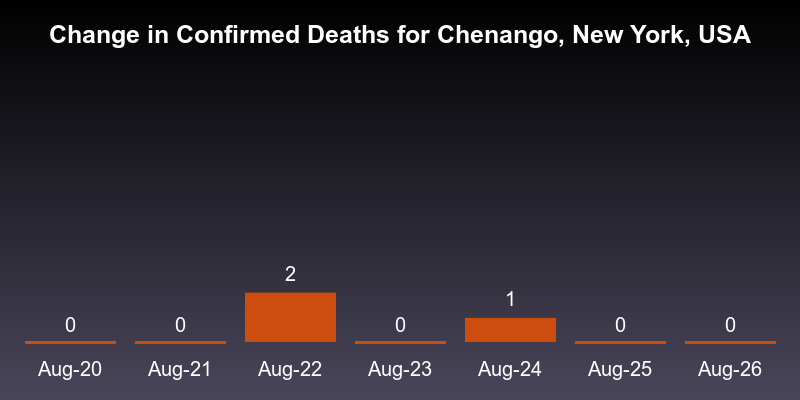 Change in Confirmed Deaths for Chenango, New York, USA
0 0 2 0 1 0 0
Aug-20 Aug-21 Aug-22 Aug-23 Aug-24 Aug-25 Aug-26